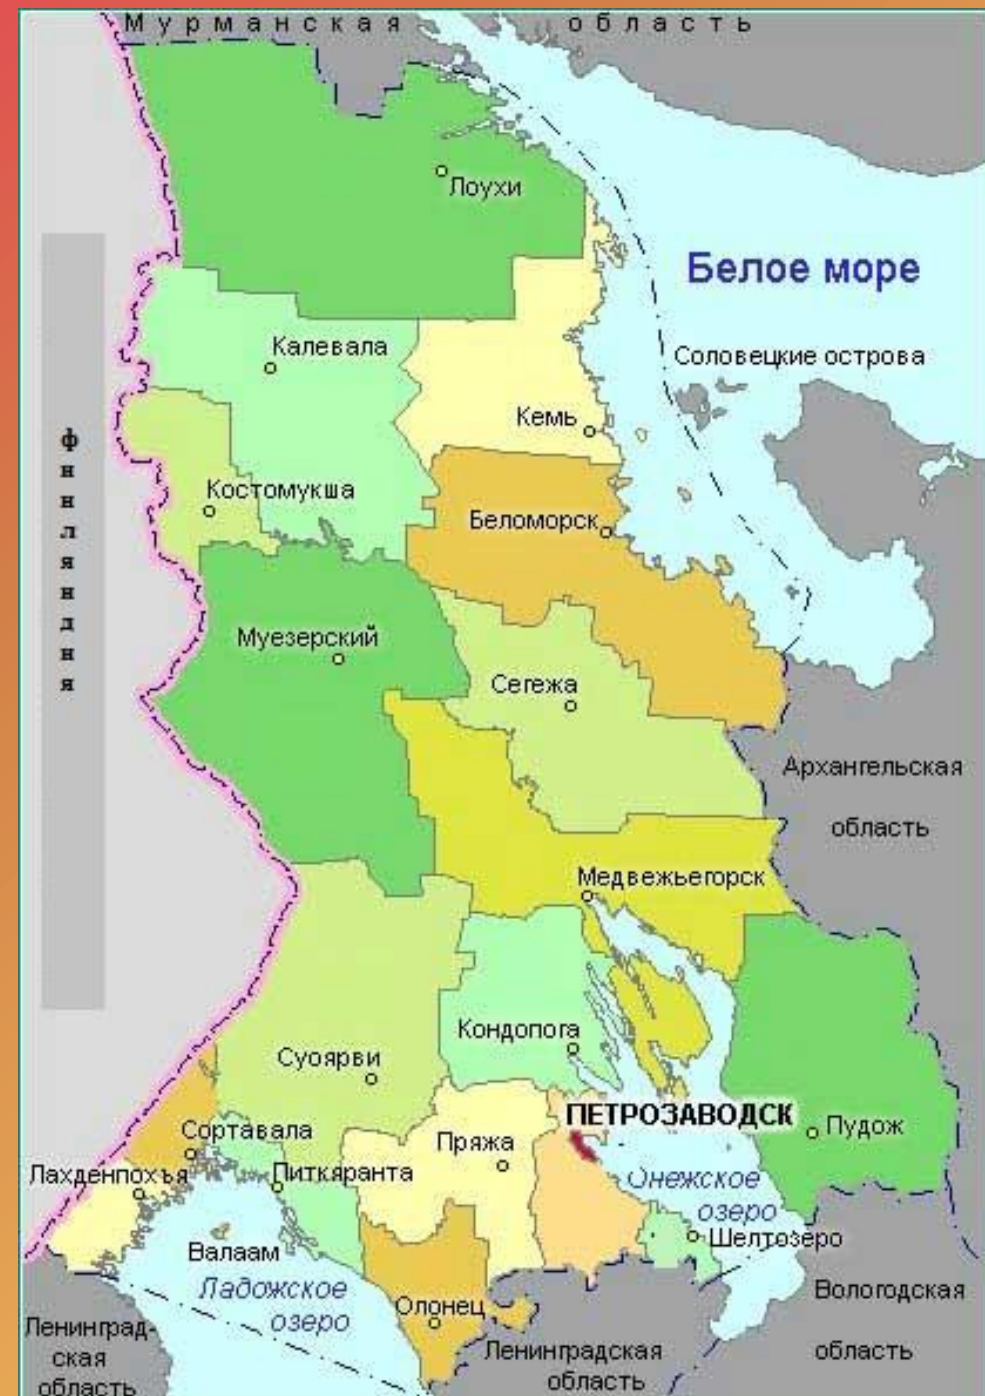 Мурманская область
Лоухи
Белое море
Калевала
Соловецкие острова
Кемь
финляндия
Костомукша
Беломорск
Муезерский
Сегежа
Архангельская
область
Медвежьегорск
Кондопога
Суоярви
ПЕТРОЗАВОДСК
Пудож
Сортавала
Пряжа
Лахденпохъя
Питкяранта
Онежское
озеро
Шелтозеро
Валаам
Ладожское
озеро
Олонец
Вологодская
область
Ленинград-
ская
область
Ленинградская
область